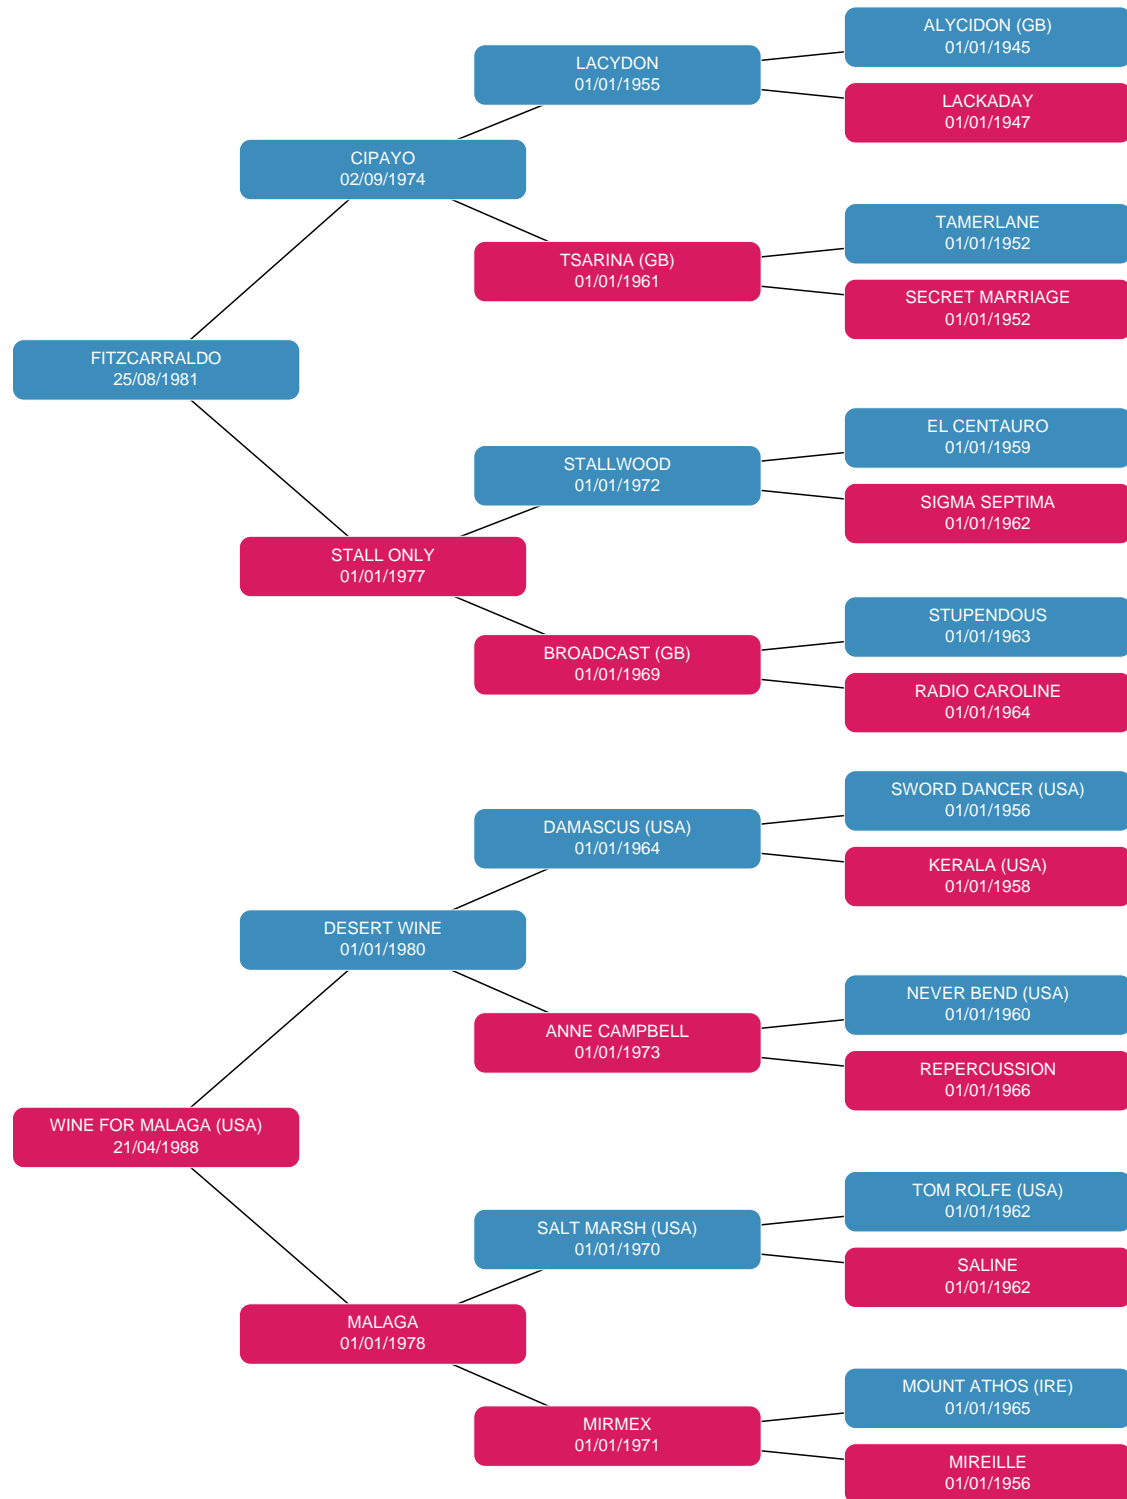 ALYCIDON (GB)
01/01/1945
LACYDON
01/01/1955
LACKADAY
01/01/1947
CIPAYO
02/09/1974
TAMERLANE
01/01/1952
TSARINA (GB)
01/01/1961
SECRET MARRIAGE
01/01/1952
FITZCARRALDO
25/08/1981
EL CENTAURO
01/01/1959
STALLWOOD
01/01/1972
SIGMA SEPTIMA
01/01/1962
STALL ONLY
01/01/1977
STUPENDOUS
01/01/1963
BROADCAST (GB)
01/01/1969
RADIO CAROLINE
01/01/1964
SWORD DANCER (USA)
01/01/1956
DAMASCUS (USA)
01/01/1964
KERALA (USA)
01/01/1958
DESERT WINE
01/01/1980
NEVER BEND (USA)
01/01/1960
ANNE CAMPBELL
01/01/1973
REPERCUSSION
01/01/1966
WINE FOR MALAGA (USA)
21/04/1988
TOM ROLFE (USA)
01/01/1962
SALT MARSH (USA)
01/01/1970
SALINE
01/01/1962
MALAGA
01/01/1978
MOUNT ATHOS (IRE)
01/01/1965
MIRMEX
01/01/1971
MIREILLE
01/01/1956